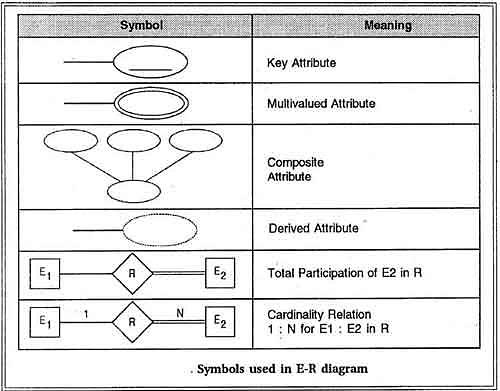 Symbol Meaning
Key Attribute
Multivalued Attribute
Composite
Attribute
Derived Attribute
E1 R E2 Total Participation of E2 in R
E1 1 R N E2 Cardinality Relation
1 : N for E1 : E2 in R
Symbols used in E-R diagram